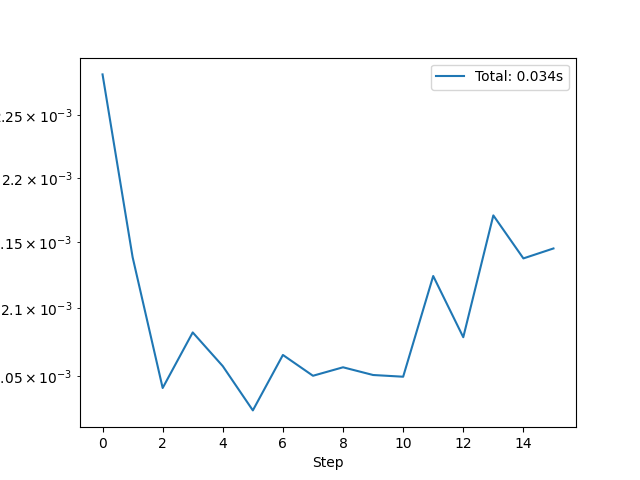 Total: 0.034s
.25 × 10⁻³
2.2 × 10⁻³
.15 × 10⁻³
2.1 × 10⁻³
.05 × 10⁻³
0 2 4 6 8 10 12 14
Step